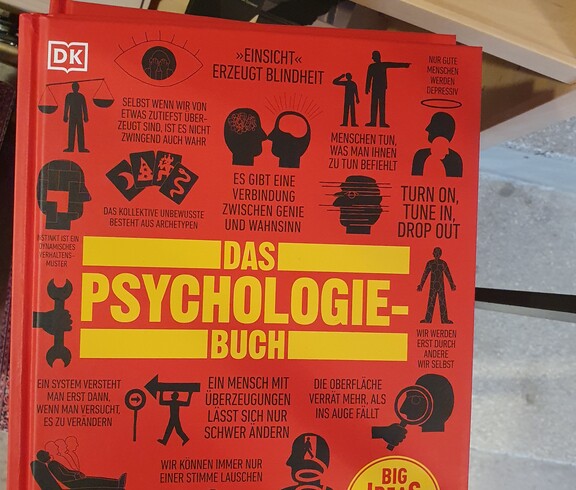 DK
»EINSICHT«
ERZEUGT BLINDHEIT
NUR GUTE
MENSCHEN
WERDEN
DEPRESSIV
SELBST WENN WIR VON
ETWAS ZUTIEFST ÜBER-
ZEUGT SIND, IST ES NICHT
ZWINGEND AUCH WAHR
MENSCHEN TUN,
WAS MAN IHNEN
ZU TUN BEFIEHLT
ES GIBT EINE
VERBINDUNG
ZWISCHEN GENIE
UND WAHNSINN
TURN ON,
TUNE IN,
DROP OUT
DAS KOLLEKTIVE UNBEWUSSTE
BESTEHT AUS ARCHETYPEN
INSTINKT IST EIN
DYNAMISCHES
VERHALTENS-
MUSTER
DAS
PSYCHOLOGIE-
BUCH
WIR WERDEN
ERST DURCH
ANDERE
WIR SELBST
EIN SYSTEM VERSTEHT
MAN ERST DANN,
WENN MAN VERSUCHT,
ES ZU VERÄNDERN
EIN MENSCH MIT
ÜBERZEUGUNGEN
LÄSST SICH NUR
SCHWER ÄNDERN
DIE OBERFLÄCHE
VERRÄT MEHR, ALS
INS AUGE FÄLLT
WIR KÖNNEN IMMER NUR
EINER STIMME LAUSCHEN
BIG
IDEAS